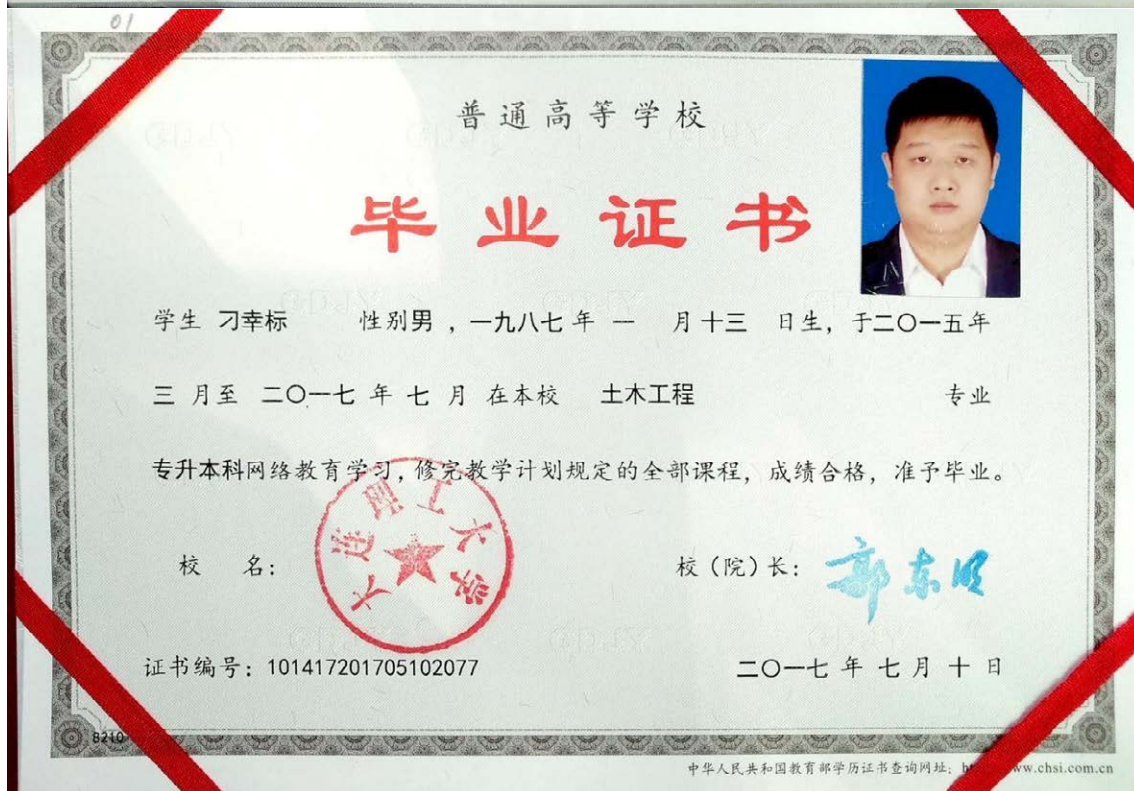 01
普通高等学校
毕业证书
学生 刁幸标 性别男，一九八七年 一 月十三 日生，于二〇一五年
三 月至 二〇一七 年 七 月 在本校 土木工程 专业
专升本科网络教育学习，修完教学计划规定的全部课程，成绩合格，准予毕业。
校 名：
大连理工大学
校（院）长：
郭东明
证书编号：101417201705102077
二〇一七 年 七 月 十 日
8210
中华人民共和国教育部学历证书查询网址：ww.chsi.com.cn